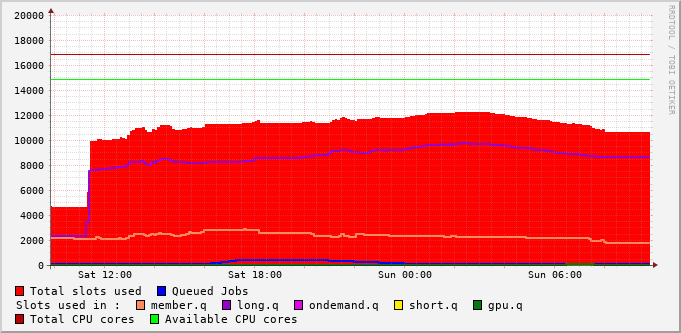 20000
18000
16000
14000
12000
10000
8000
6000
4000
2000
0
Sat 12:00 Sat 18:00 Sun 00:00 Sun 06:00
RRDTOOL / TOBI OETIKER
Total slots used Queued Jobs
Slots used in : member.q long.q ondemand.q short.q gpu.q
Total CPU cores Available CPU cores